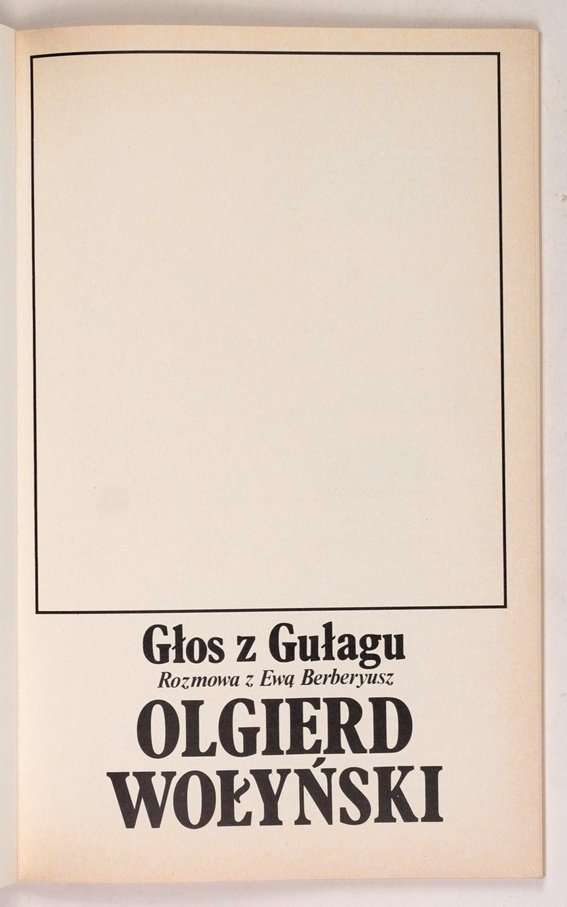 Głos z Gułagu
Rozmowa z Ewą Berberyusz
OLGIERD
WOŁYŃSKI